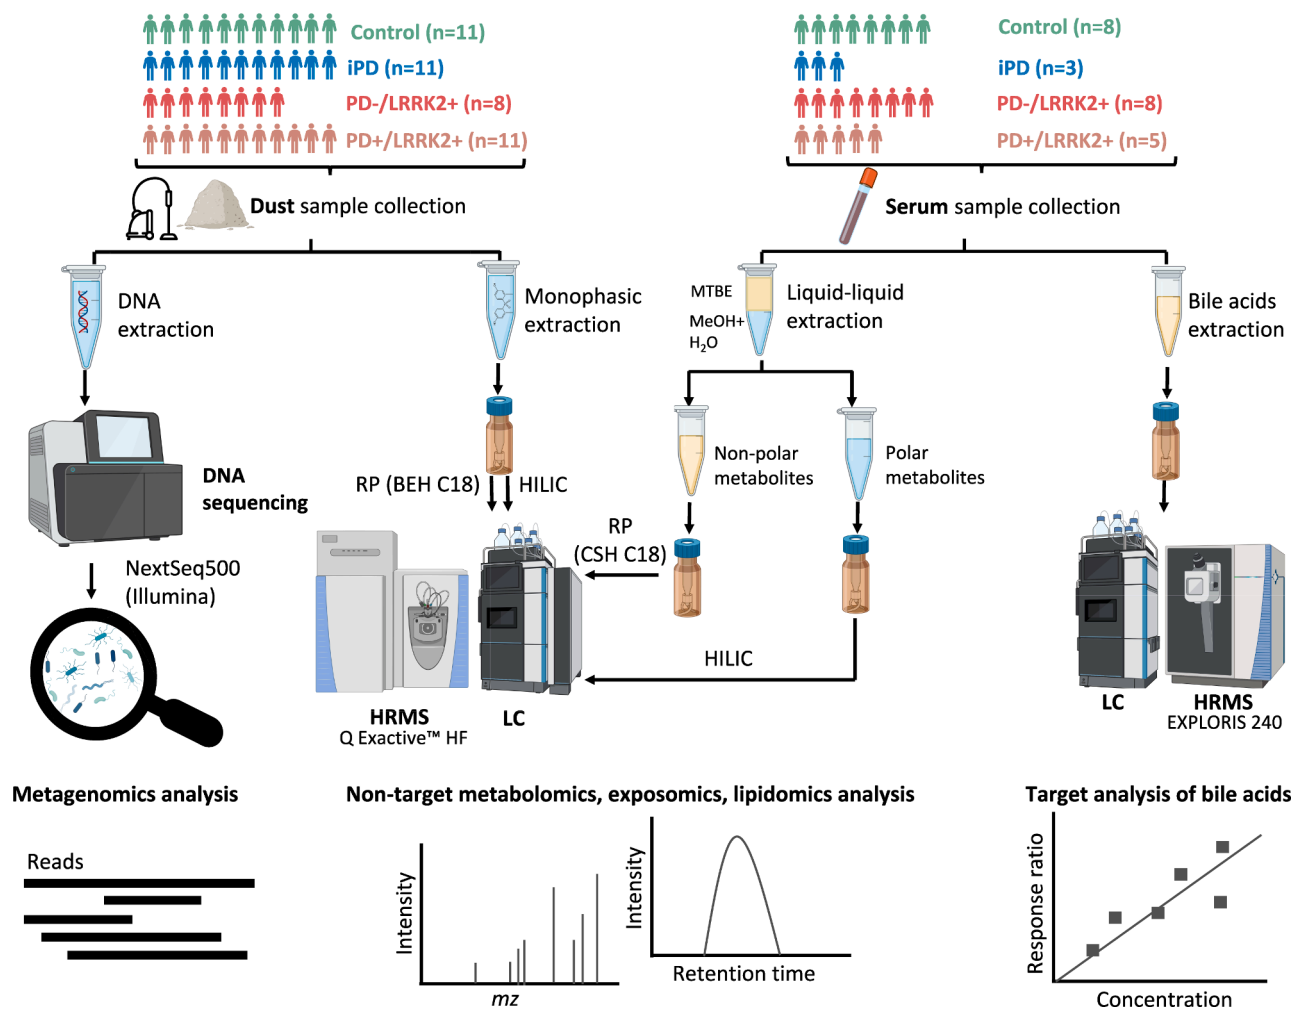 Control (n=11)
iPD (n=11)
PD-/LRRK2+ (n=8)
PD+/LRRK2+ (n=11)
Dust sample collection
Control (n=8)
iPD (n=3)
PD-/LRRK2+ (n=8)
PD+/LRRK2+ (n=5)
Serum sample collection
DNA
extraction
Monophasic
extraction
MTBE
MeOH+
H₂O
Liquid-liquid
extraction
Bile acids
extraction
DNA
sequencing
RP (BEH C18)
HILIC
Non-polar
metabolites
Polar
metabolites
NextSeq500
(Illumina)
RP
(CSH C18)
HILIC
HRMS
Q Exactive™ HF
LC
LC
HRMS
EXPLORIS 240
Metagenomics analysis
Reads
Non-target metabolomics, exposomics, lipidomics analysis
Intensity
mz
Intensity
Retention time
Target analysis of bile acids
Response ratio
Concentration